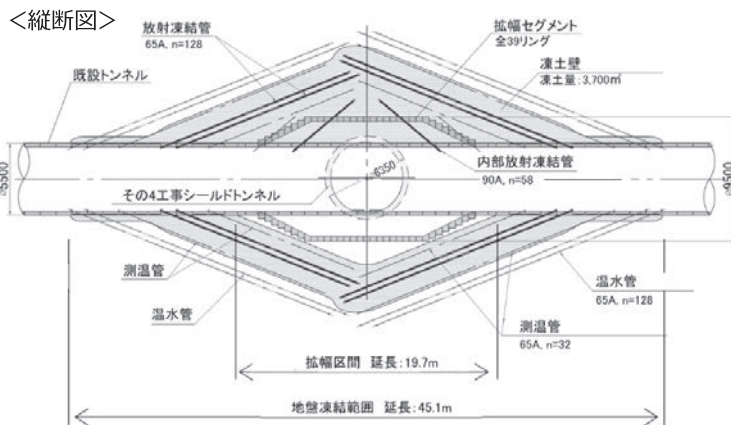 ＜縦断図＞
放射凍結管
65A, n=128
拡幅セグメント
全39リング
既設トンネル
凍土壁
凍土量：3,700㎥
内部放射凍結管
90A, n=58
その4工事シールドトンネル
φ6350
φ5500
φ9500
測温管
温水管
温水管
65A, n=128
測温管
65A, n=32
拡幅区間 延長：19.7m
地盤凍結範囲 延長：45.1m